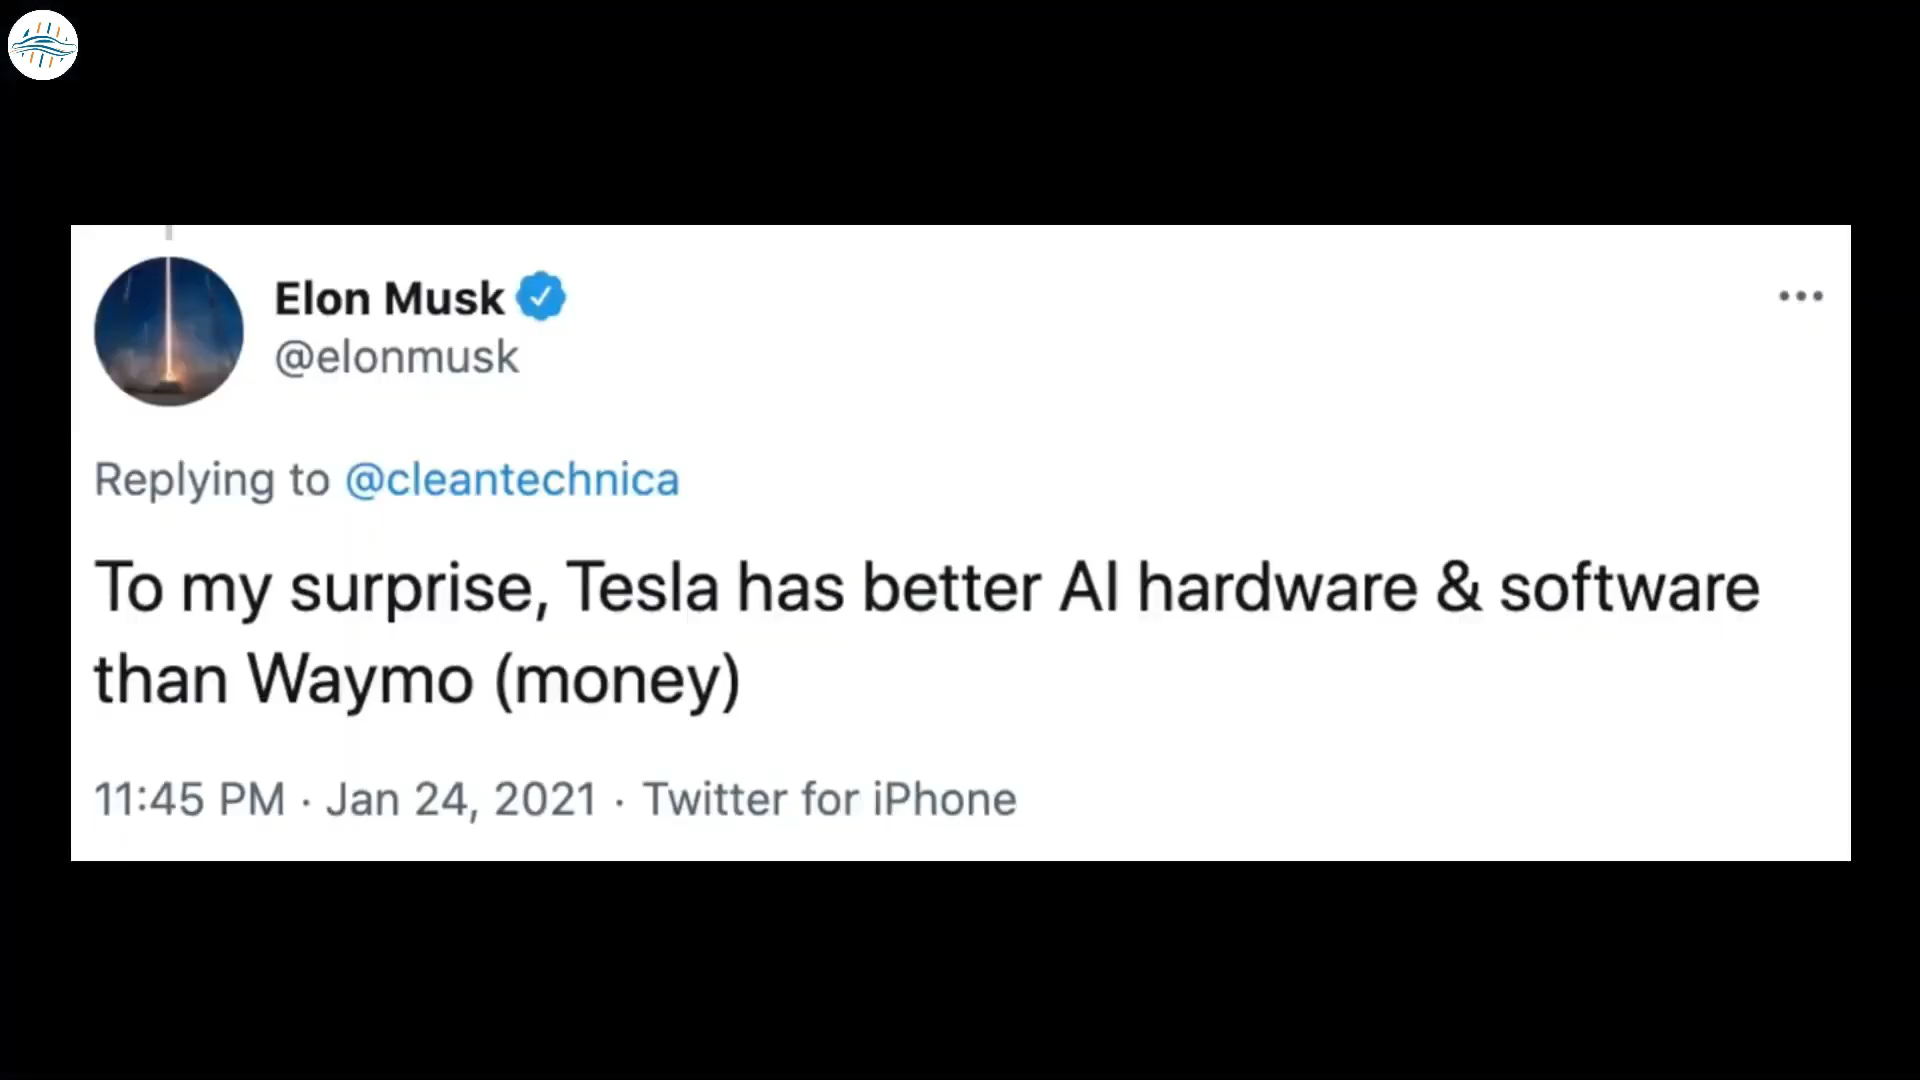 Elon Musk
@elonmusk
Replying to @cleantechnica
To my surprise, Tesla has better AI hardware & software
than Waymo (money)
11:45 PM · Jan 24, 2021 · Twitter for iPhone